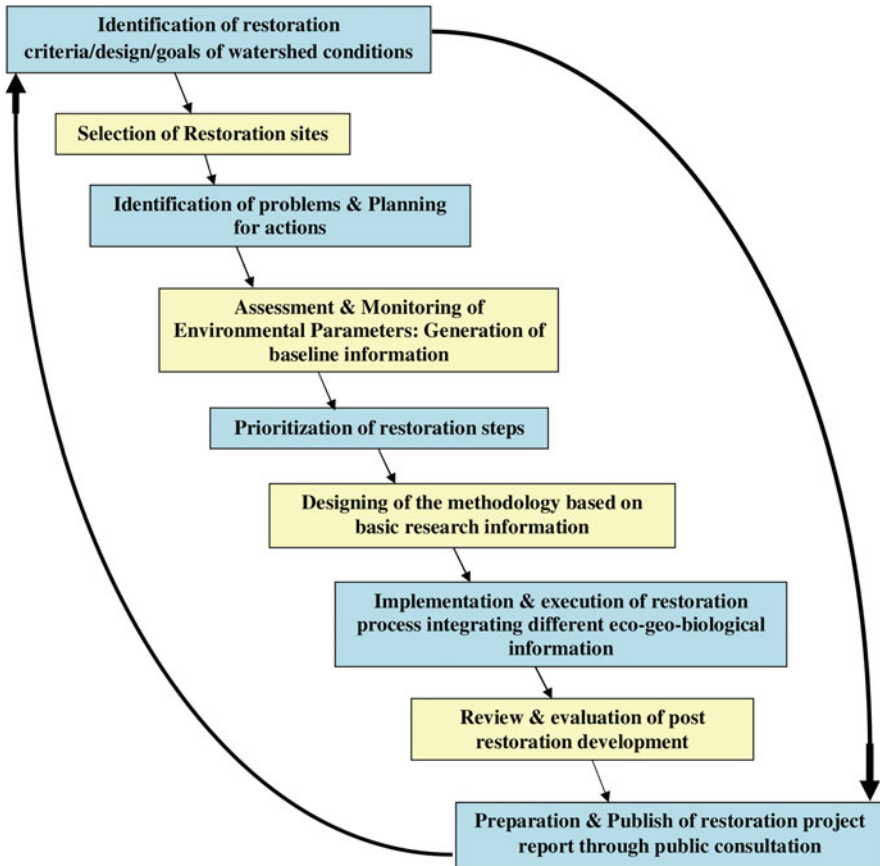 Identification of restoration
criteria/design/goals of watershed conditions
Selection of Restoration sites
Identification of problems & Planning
for actions
Assessment & Monitoring of
Environmental Parameters: Generation of
baseline information
Prioritization of restoration steps
Designing of the methodology based on
basic research information
Implementation & execution of restoration
process integrating different eco-geo-biological
information
Review & evaluation of post
restoration development
Preparation & Publish of restoration project
report through public consultation